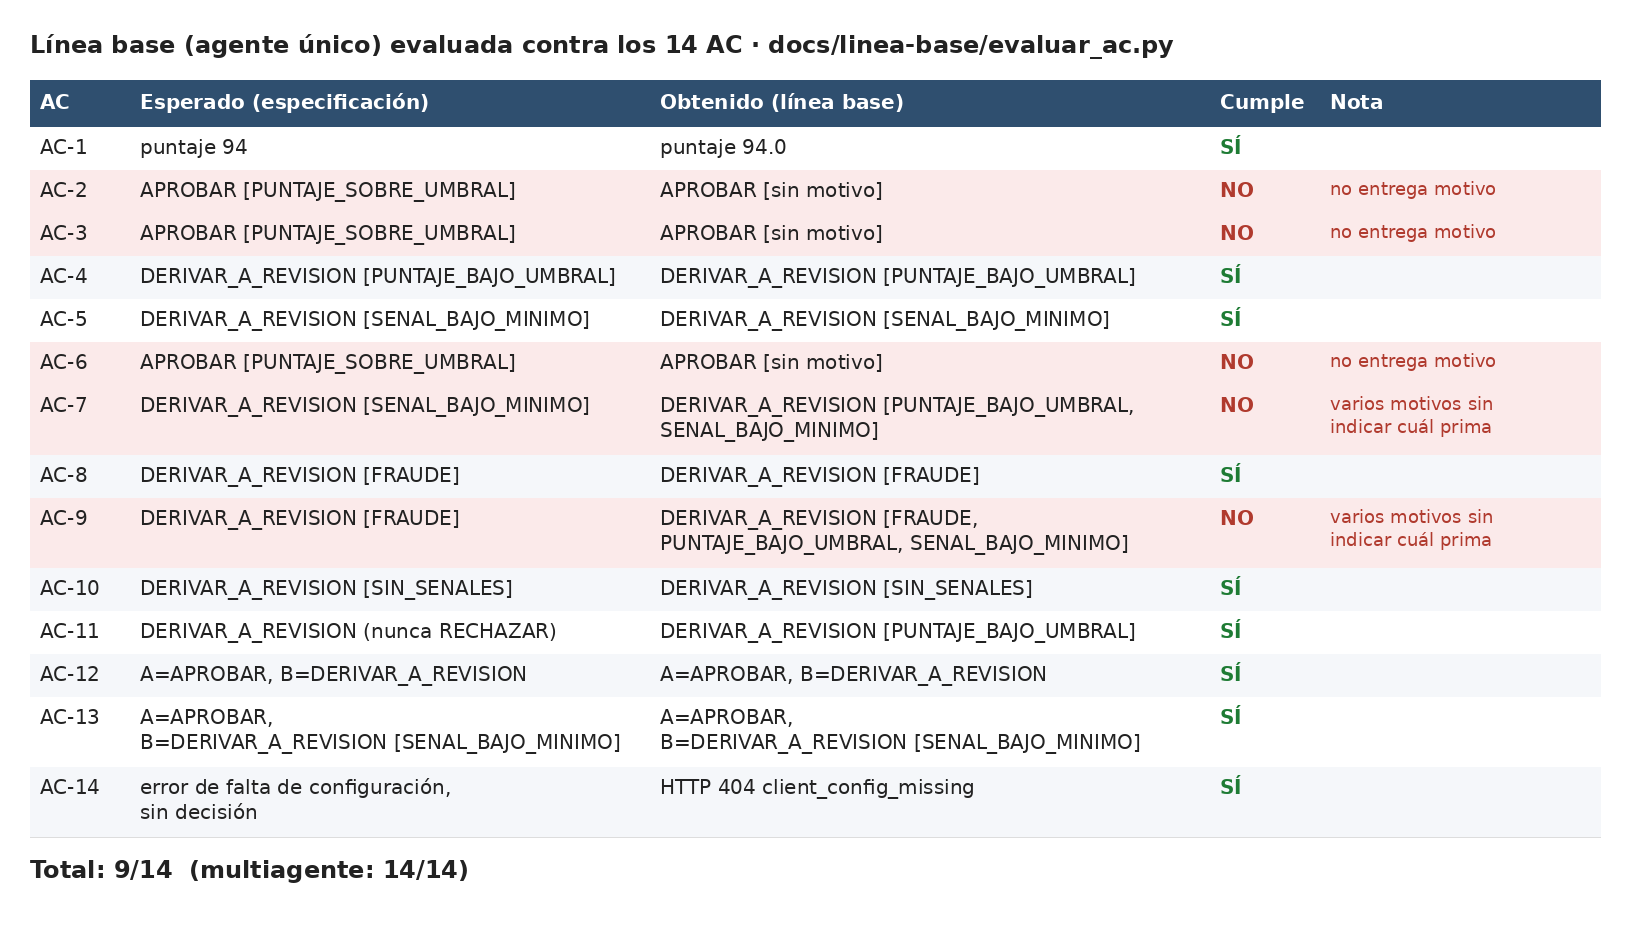 Línea base (agente único) evaluada contra los 14 AC · docs/linea-base/evaluar_ac.py
AC Esperado (especificación) Obtenido (línea base) Cumple Nota
AC-1 puntaje 94 puntaje 94.0 SÍ
AC-2 APROBAR [PUNTAJE_SOBRE_UMBRAL] APROBAR [sin motivo] NO no entrega motivo
AC-3 APROBAR [PUNTAJE_SOBRE_UMBRAL] APROBAR [sin motivo] NO no entrega motivo
AC-4 DERIVAR_A_REVISION [PUNTAJE_BAJO_UMBRAL] DERIVAR_A_REVISION [PUNTAJE_BAJO_UMBRAL] SÍ
AC-5 DERIVAR_A_REVISION [SENAL_BAJO_MINIMO] DERIVAR_A_REVISION [SENAL_BAJO_MINIMO] SÍ
AC-6 APROBAR [PUNTAJE_SOBRE_UMBRAL] APROBAR [sin motivo] NO no entrega motivo
AC-7 DERIVAR_A_REVISION [SENAL_BAJO_MINIMO] DERIVAR_A_REVISION [PUNTAJE_BAJO_UMBRAL, NO varios motivos sin
SENAL_BAJO_MINIMO] indicar cuál prima
AC-8 DERIVAR_A_REVISION [FRAUDE] DERIVAR_A_REVISION [FRAUDE] SÍ
AC-9 DERIVAR_A_REVISION [FRAUDE] DERIVAR_A_REVISION [FRAUDE, NO varios motivos sin
PUNTAJE_BAJO_UMBRAL, SENAL_BAJO_MINIMO] indicar cuál prima
AC-10 DERIVAR_A_REVISION [SIN_SENALES] DERIVAR_A_REVISION [SIN_SENALES] SÍ
AC-11 DERIVAR_A_REVISION (nunca RECHAZAR) DERIVAR_A_REVISION [PUNTAJE_BAJO_UMBRAL] SÍ
AC-12 A=APROBAR, B=DERIVAR_A_REVISION A=APROBAR, B=DERIVAR_A_REVISION SÍ
AC-13 A=APROBAR, A=APROBAR, SÍ
B=DERIVAR_A_REVISION [SENAL_BAJO_MINIMO] B=DERIVAR_A_REVISION [SENAL_BAJO_MINIMO]
AC-14 error de falta de configuración, HTTP 404 client_config_missing SÍ
sin decisión
Total: 9/14 (multiagente: 14/14)